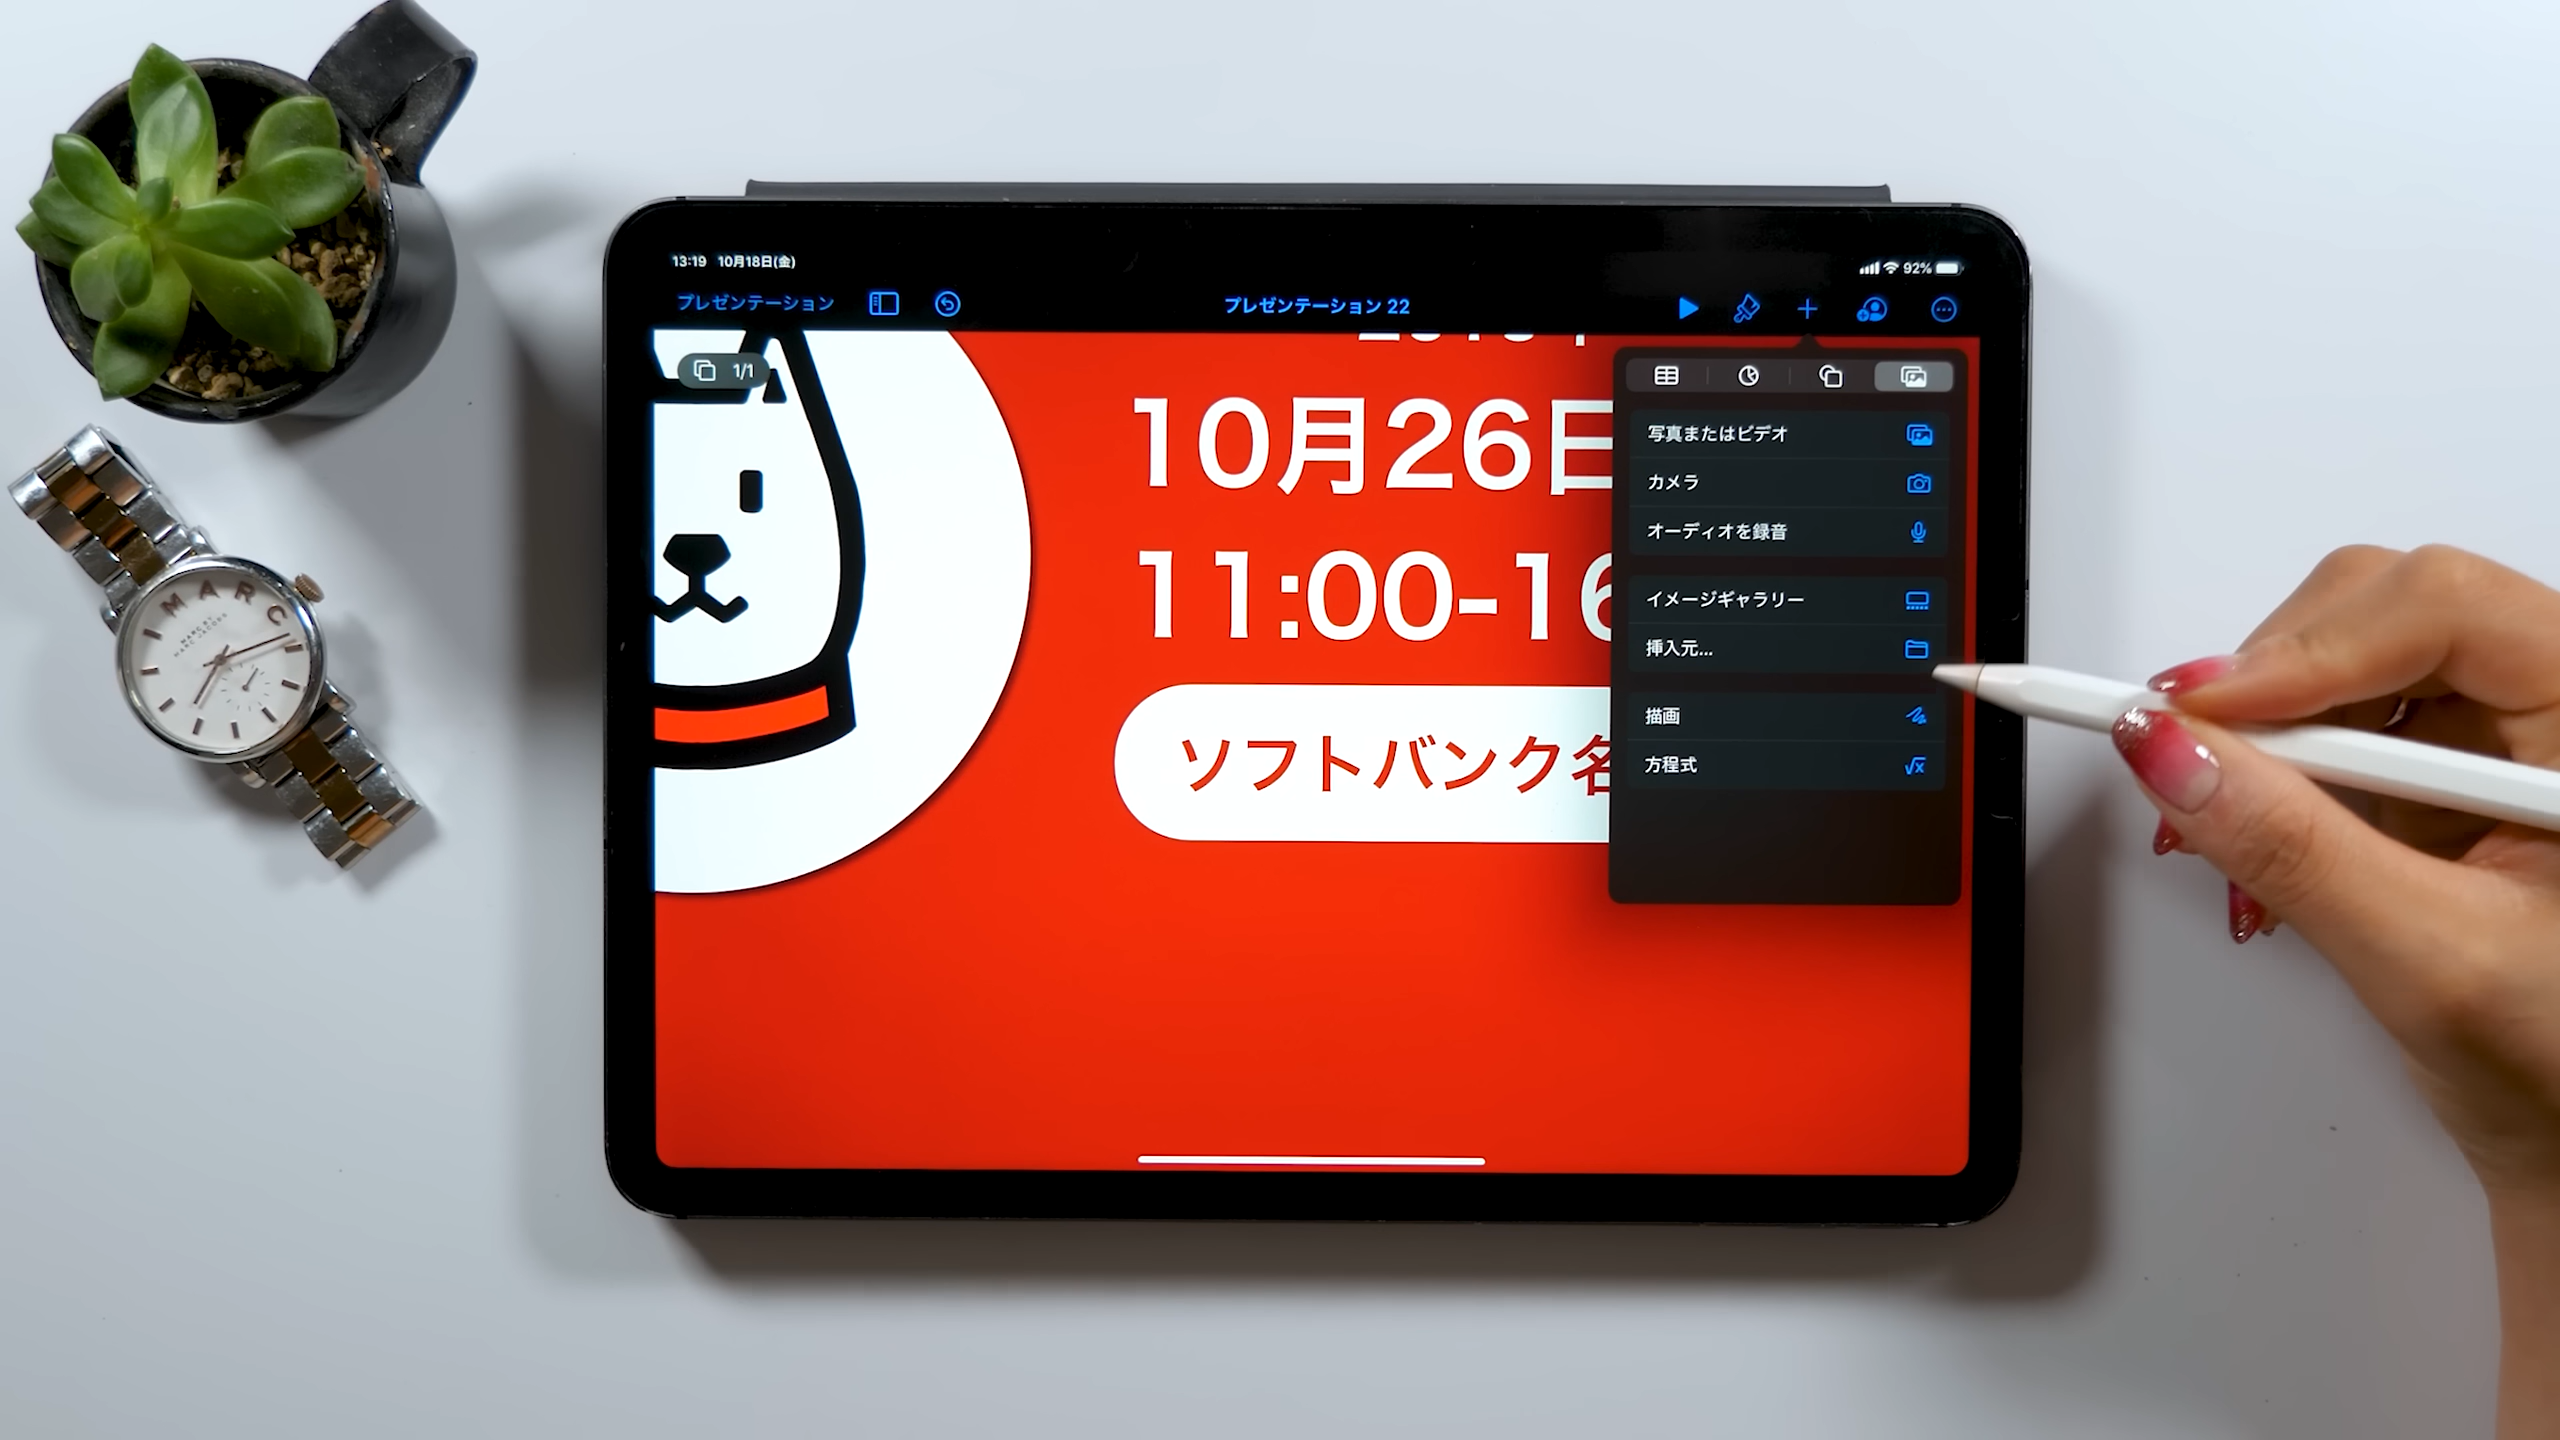 13:19 10月18日(金)
92%
プレゼンテーション
プレゼンテーション 22
1/1
10月26日
11:00-16
ソフトバンク名
写真またはビデオ
カメラ
オーディオを録音
イメージギャラリー
挿入元...
描画
方程式
√x
MARC
MARC BY
MARC JACOBS